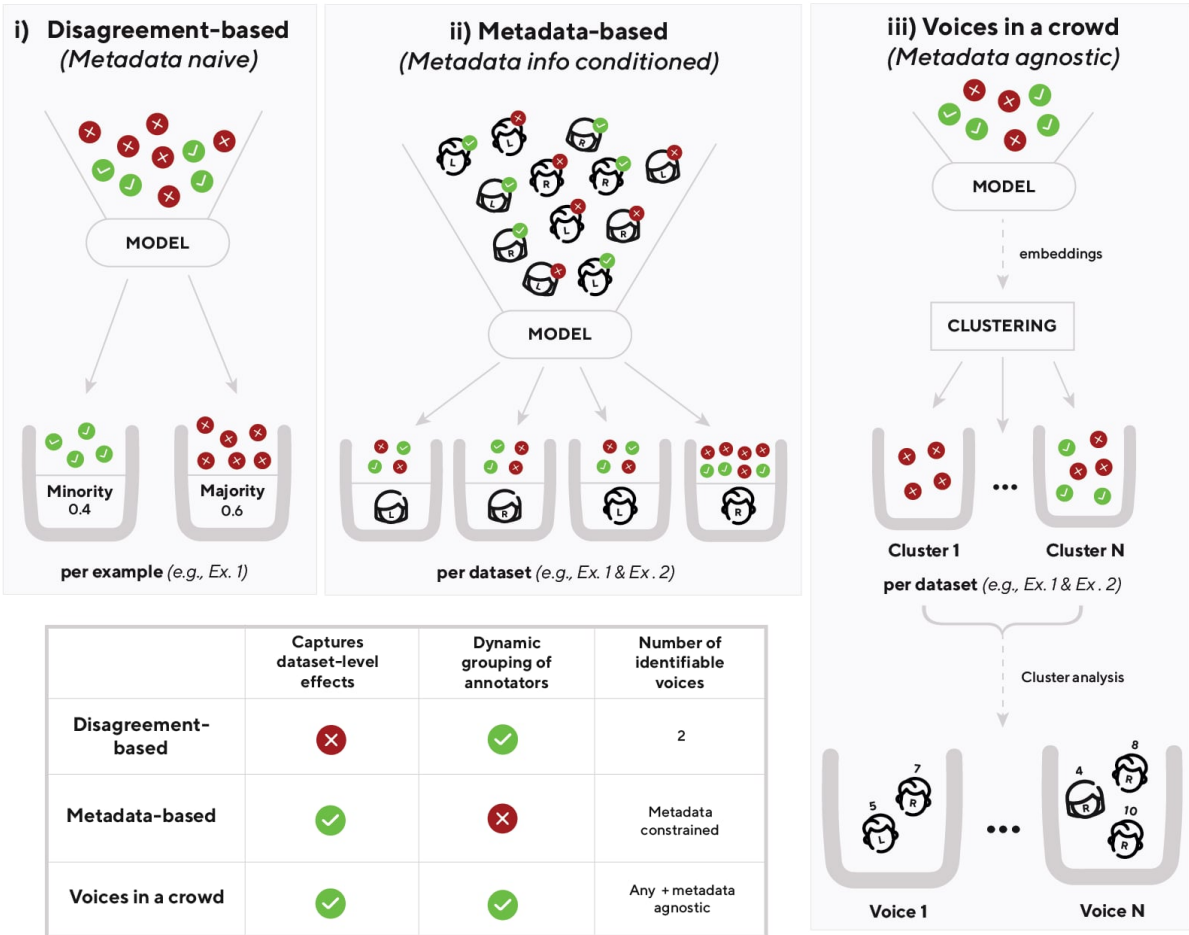 i) Disagreement-based
(Metadata naive)
MODEL
Minority
0.4
Majority
0.6
per example (e.g., Ex. 1)
ii) Metadata-based
(Metadata info conditioned)
L
L
R
L
R
R
L
L
L
R
R
L
L
MODEL
L
R
L
R
per dataset (e.g., Ex. 1 & Ex . 2)
iii) Voices in a crowd
(Metadata agnostic)
MODEL
embeddings
CLUSTERING
...
Cluster 1
Cluster N
per dataset (e.g., Ex. 1 & Ex . 2)
Cluster analysis
5
L
7
R
...
4
R
8
R
10
R
Voice 1
Voice N
Captures
dataset-level
effects
Dynamic
grouping of
annotators
Number of
identifiable
voices
Disagreement-
based
2
Metadata-based
Metadata
constrained
Voices in a crowd
Any + metadata
agnostic